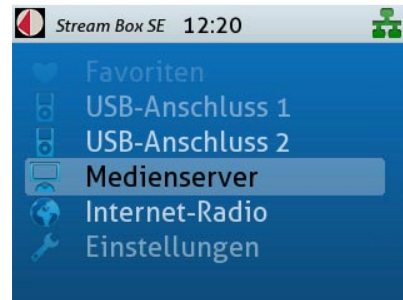 Stream Box SE 12:20
Favoriten
USB-Anschluss 1
USB-Anschluss 2
Medienserver
Internet-Radio
Einstellungen